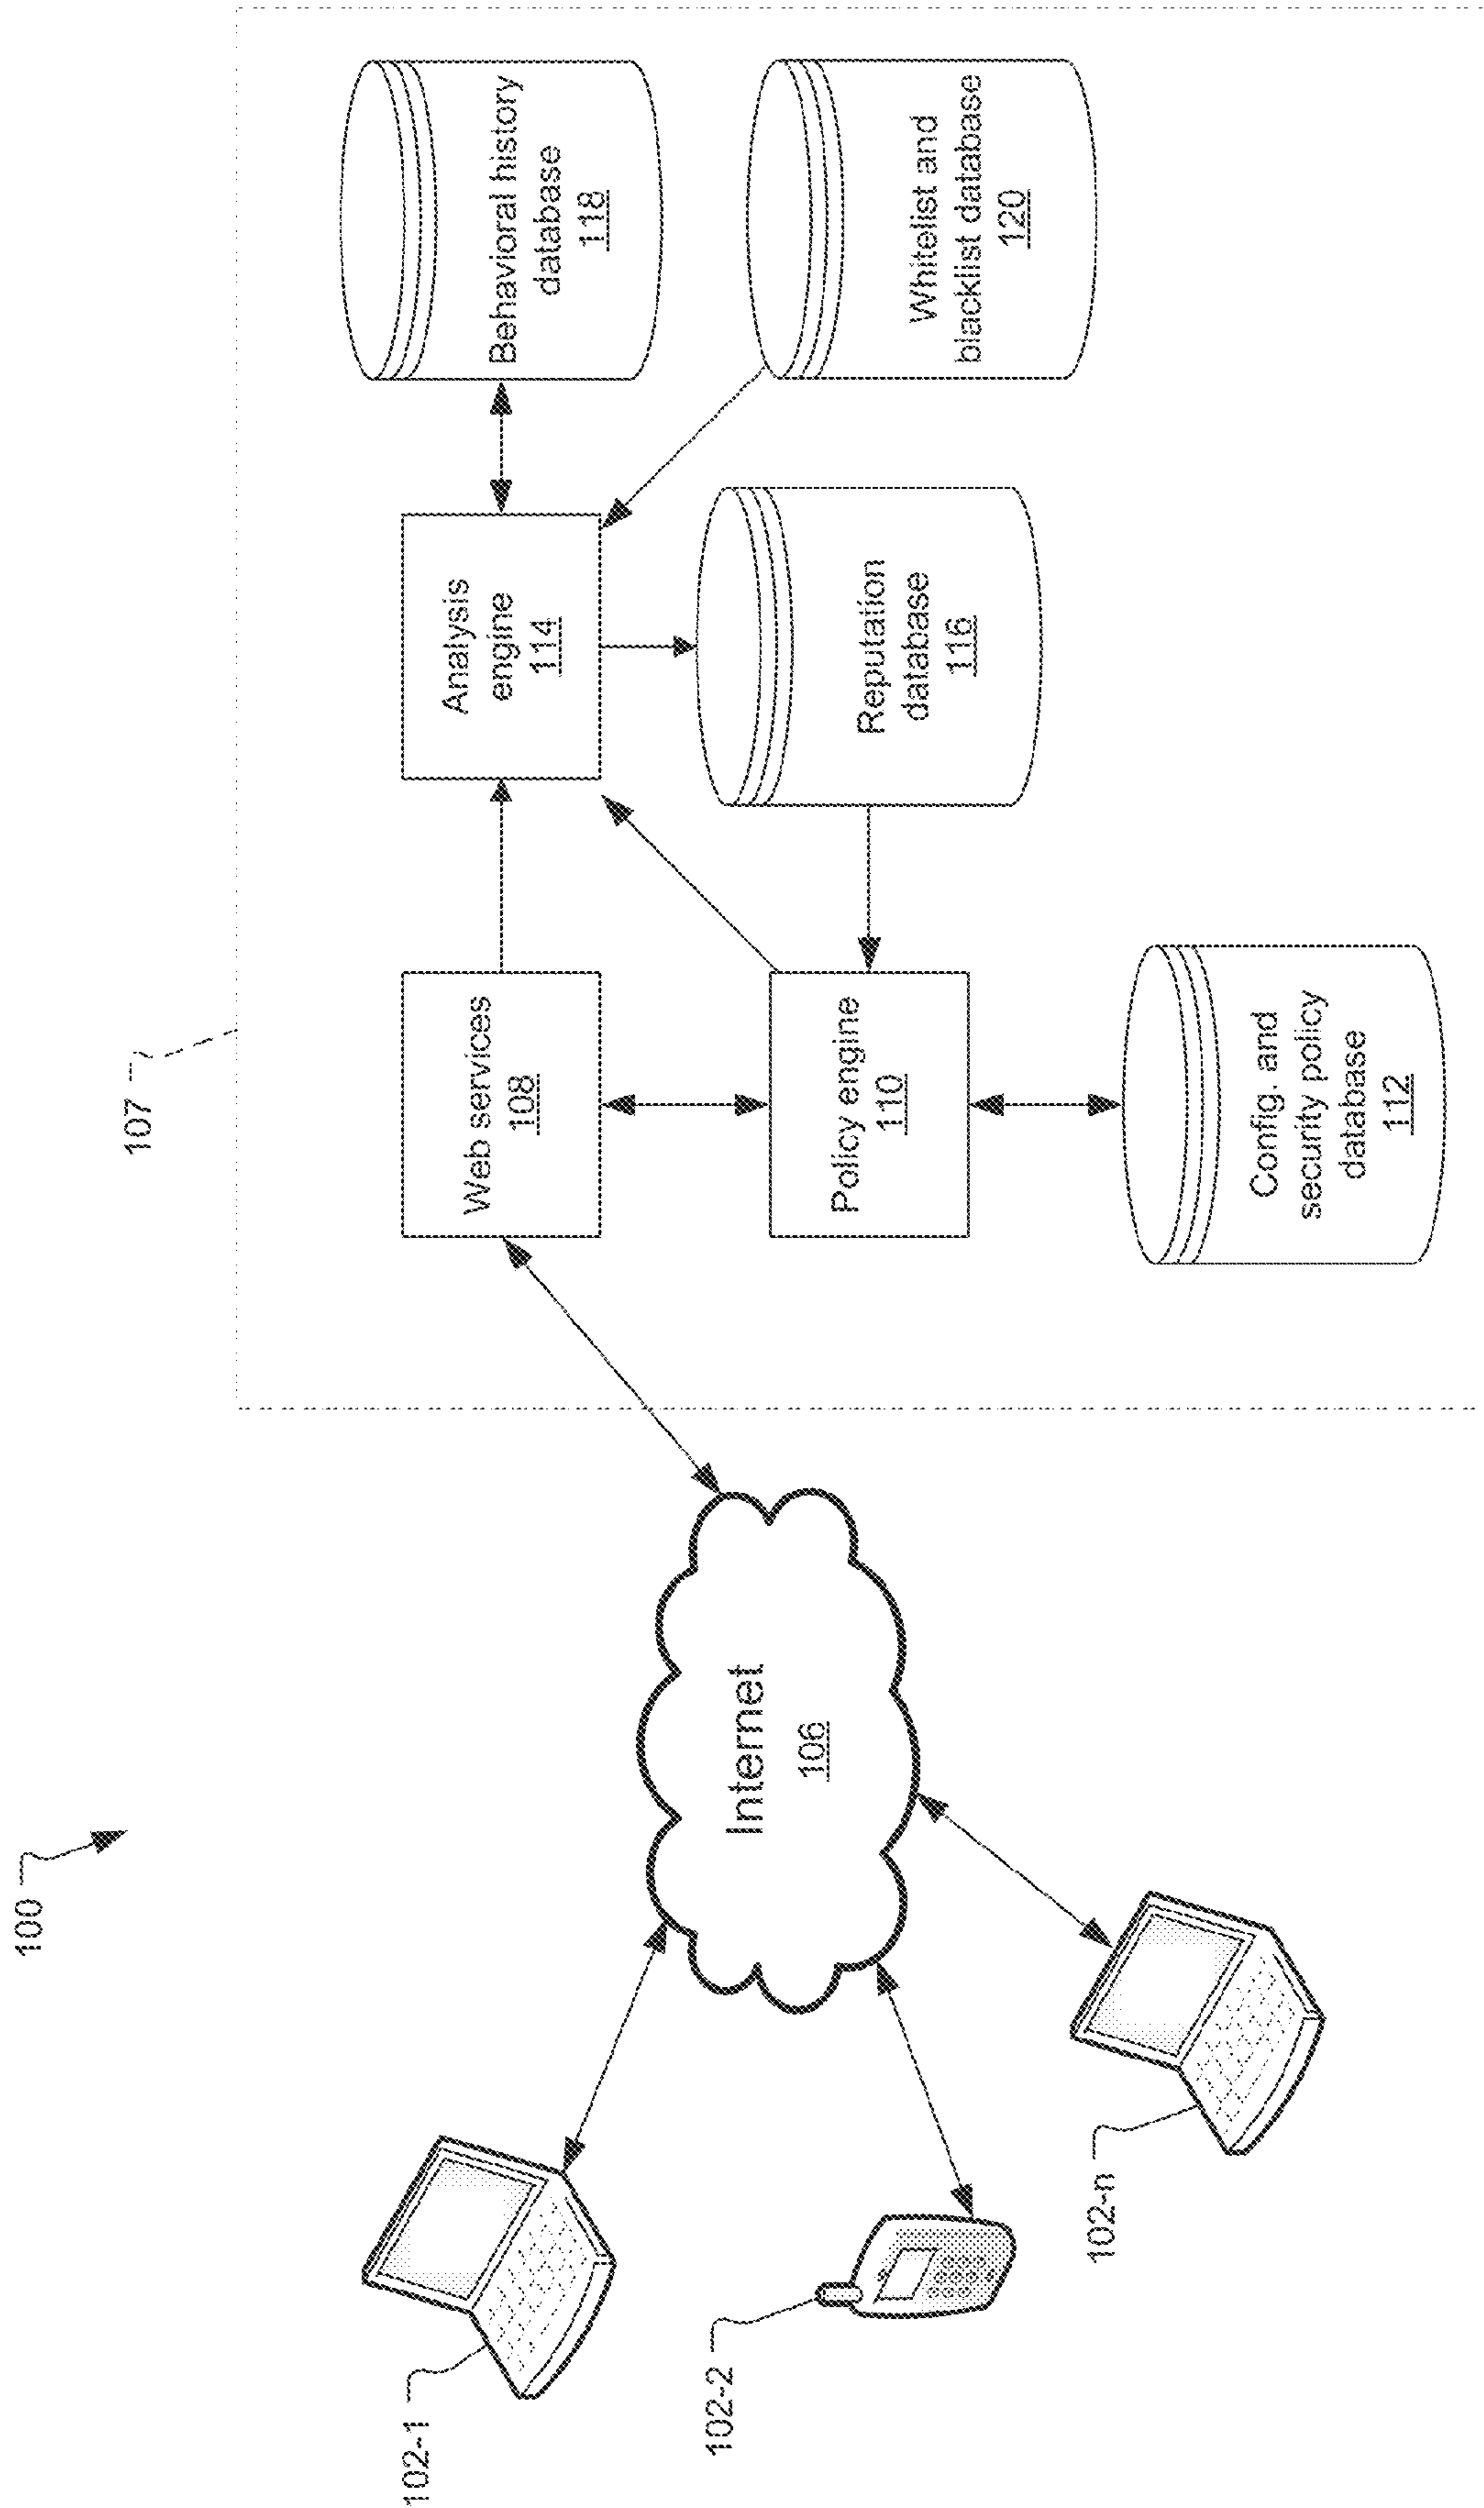 100
107
102-1
102-2
102-n
Internet
106
Web services
108
Policy engine
110
Config. and
security policy
database
112
Analysis
engine
114
Reputation
database
116
Behavioral history
database
118
Whitelist and
blacklist database
120